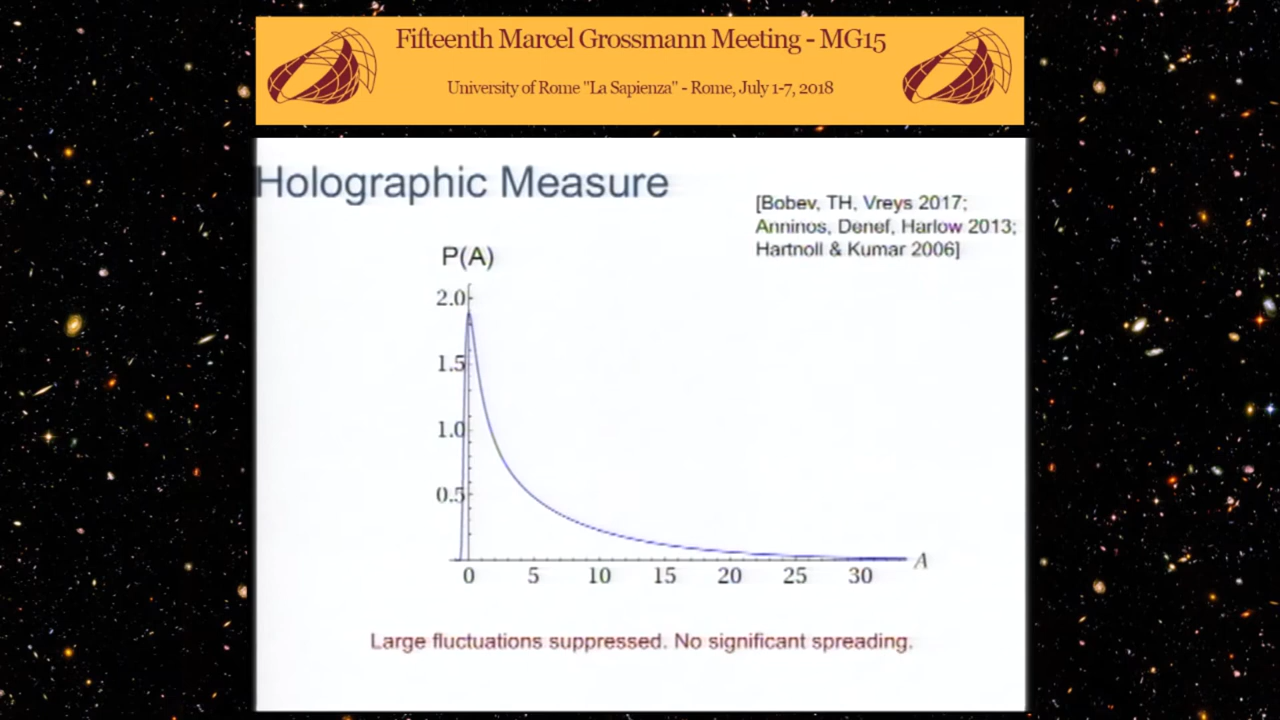 Fifteenth Marcel Grossmann Meeting - MG15
University of Rome "La Sapienza" - Rome, July 1-7, 2018
Holographic Measure
[Bobev, TH, Vreys 2017;
Anninos, Denef, Harlow 2013;
Hartnoll & Kumar 2006]
P(A)
2.0
1.5
1.0
0.5
0 5 10 15 20 25 30 A
Large fluctuations suppressed. No significant spreading.